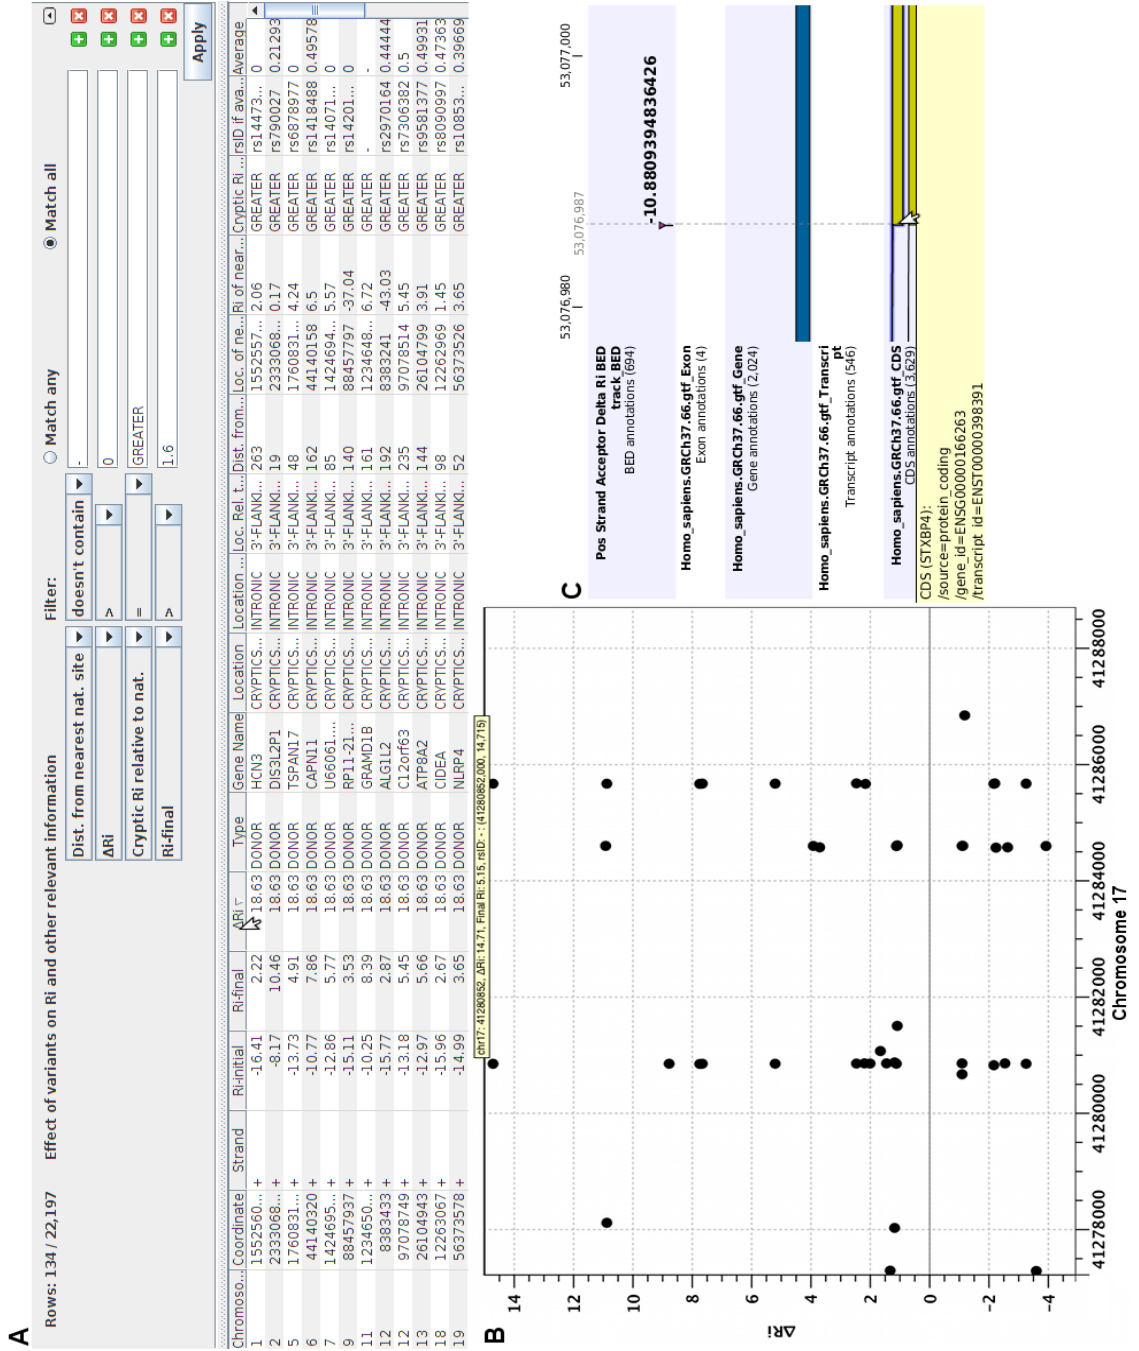 A
Rows: 134 / 22,197 Effect of variants on Ri and other relevant information Filter: Match any Match all
Dist. from nearest nat. site doesn't contain -
ΔRi > 0
Cryptic Ri relative to nat. = GREATER
Ri-final > 1.6
Apply
Chromoso... Coordinate Strand Ri-initial Ri-final ΔRi Type Gene Name Location Location ... Loc. Rel. t... Dist. from... Loc. of ne... Ri of near... Cryptic Ri ... rsID if ava... Average
1 1552560... + -16.41 2.22 18.63 DONOR HCN3 CRYPTICS... INTRONIC 3'-FLANKI... 263 1552557... 2.06 GREATER rs14473... 0
2 2333068... + -8.17 10.46 18.63 DONOR DIS3L2P1 CRYPTICS... INTRONIC 3'-FLANKI... 19 2333068... 0.17 GREATER rs790027 0.21293
5 1760831... + -13.73 4.91 18.63 DONOR TSPAN17 CRYPTICS... INTRONIC 3'-FLANKI... 48 1760831... 4.24 GREATER rs6878977 0
6 44140320 + -10.77 7.86 18.63 DONOR CAPN11 CRYPTICS... INTRONIC 3'-FLANKI... 162 44140158 6.5 GREATER rs1418488 0.49578
7 1424695... + -12.86 5.77 18.63 DONOR U66061.... CRYPTICS... INTRONIC 3'-FLANKI... 85 1424694... 5.57 GREATER rs14071... 0
9 88457937 + -15.11 3.53 18.63 DONOR RP11-21... CRYPTICS... INTRONIC 3'-FLANKI... 140 88457797 -37.04 GREATER rs14201... 0
11 1234650... + -10.25 8.39 18.63 DONOR GRAMD1B CRYPTICS... INTRONIC 3'-FLANKI... 161 1234648... 6.72 GREATER - -
12 8383433 + -15.77 2.87 18.63 DONOR ALG1L2 CRYPTICS... INTRONIC 3'-FLANKI... 192 8383241 -43.03 GREATER rs2970164 0.44444
12 97078749 + -13.18 5.45 18.63 DONOR C12orf63 CRYPTICS... INTRONIC 3'-FLANKI... 235 97078514 5.45 GREATER rs7306382 0.5
13 26104943 + -12.97 5.66 18.63 DONOR ATP8A2 CRYPTICS... INTRONIC 3'-FLANKI... 144 26104799 3.91 GREATER rs9581377 0.49931
18 12263067 + -15.96 2.67 18.63 DONOR CIDEA CRYPTICS... INTRONIC 3'-FLANKI... 98 12262969 1.45 GREATER rs8090997 0.47363
19 56373578 + -14.99 3.65 18.63 DONOR NLRP4 CRYPTICS... INTRONIC 3'-FLANKI... 52 56373526 3.65 GREATER rs10853... 0.39669
B
chr17: 41280852, ΔRi: 14.71, Final Ri: 5.15, rsID: - : (41280852,000, 14,715)
14
12
10
8
6
4
2
0
-2
-4
ΔRi
41278000 41280000 41282000 41284000 41286000 41288000
Chromosome 17
C
53,076,980 53,076,987 53,077,000
Pos Strand Acceptor Delta Ri BED
track_BED
BED annotations (694)
-10.88093948364​26
Homo_sapiens.GRCh37.66.gtf_Exon
Exon annotations (4)
Homo_sapiens.GRCh37.66.gtf_Gene
Gene annotations (2,024)
Homo_sapiens.GRCh37.66.gtf_Transcri
pt
Transcript annotations (546)
Homo_sapiens.GRCh37.66.gtf_CDS
CDS annotations (3,629)
CDS (STXBP4):
/source=protein_coding
/gene_id=ENSG00000166263
/transcript_id=ENST00000398391